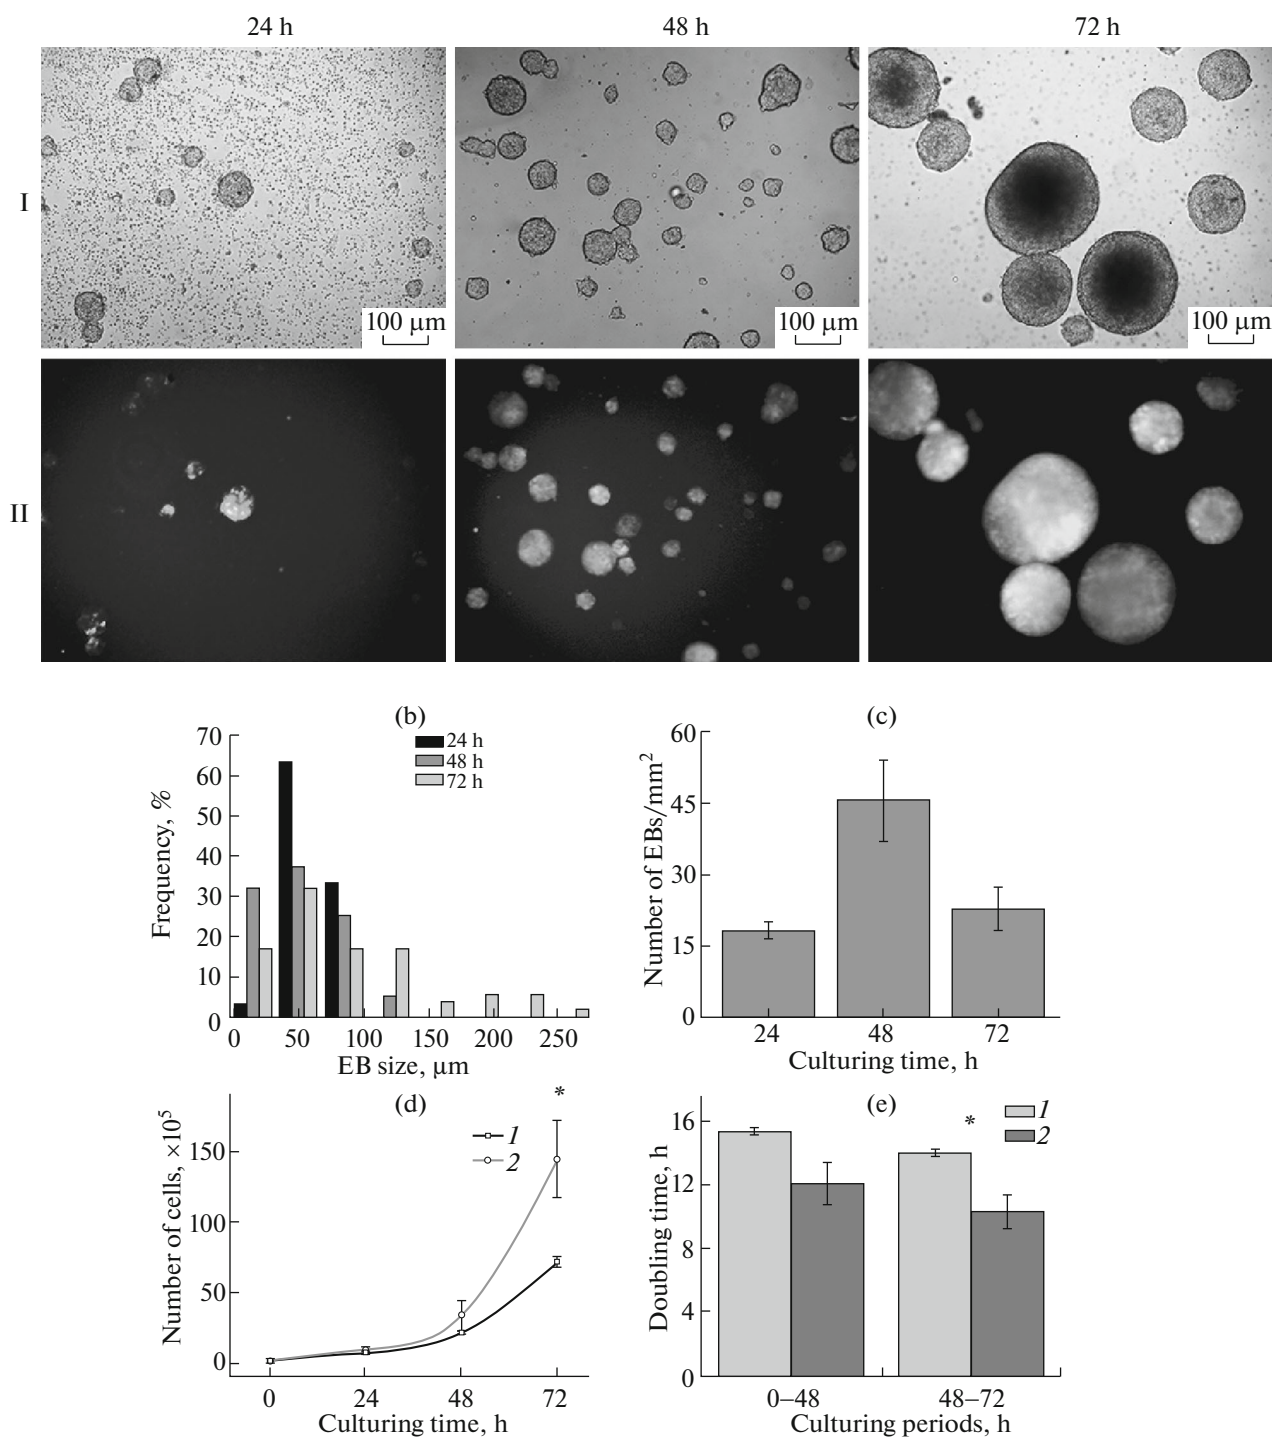 24 h 48 h 72 h
I
100 µm 100 µm 100 µm
II
(b)
70
60
50
40
30
20
10
0
Frequency, %
24 h
48 h
72 h
0 50 100 150 200 250
EB size, µm
(c)
60
45
30
15
0
Number of EBs/mm²
24 48 72
Culturing time, h
(d)
*
150
100
50
0
Number of cells, ×10⁵
1
2
0 24 48 72
Culturing time, h
(e)
*
16
12
8
4
0
Doubling time, h
1
2
0–48 48–72
Culturing periods, h